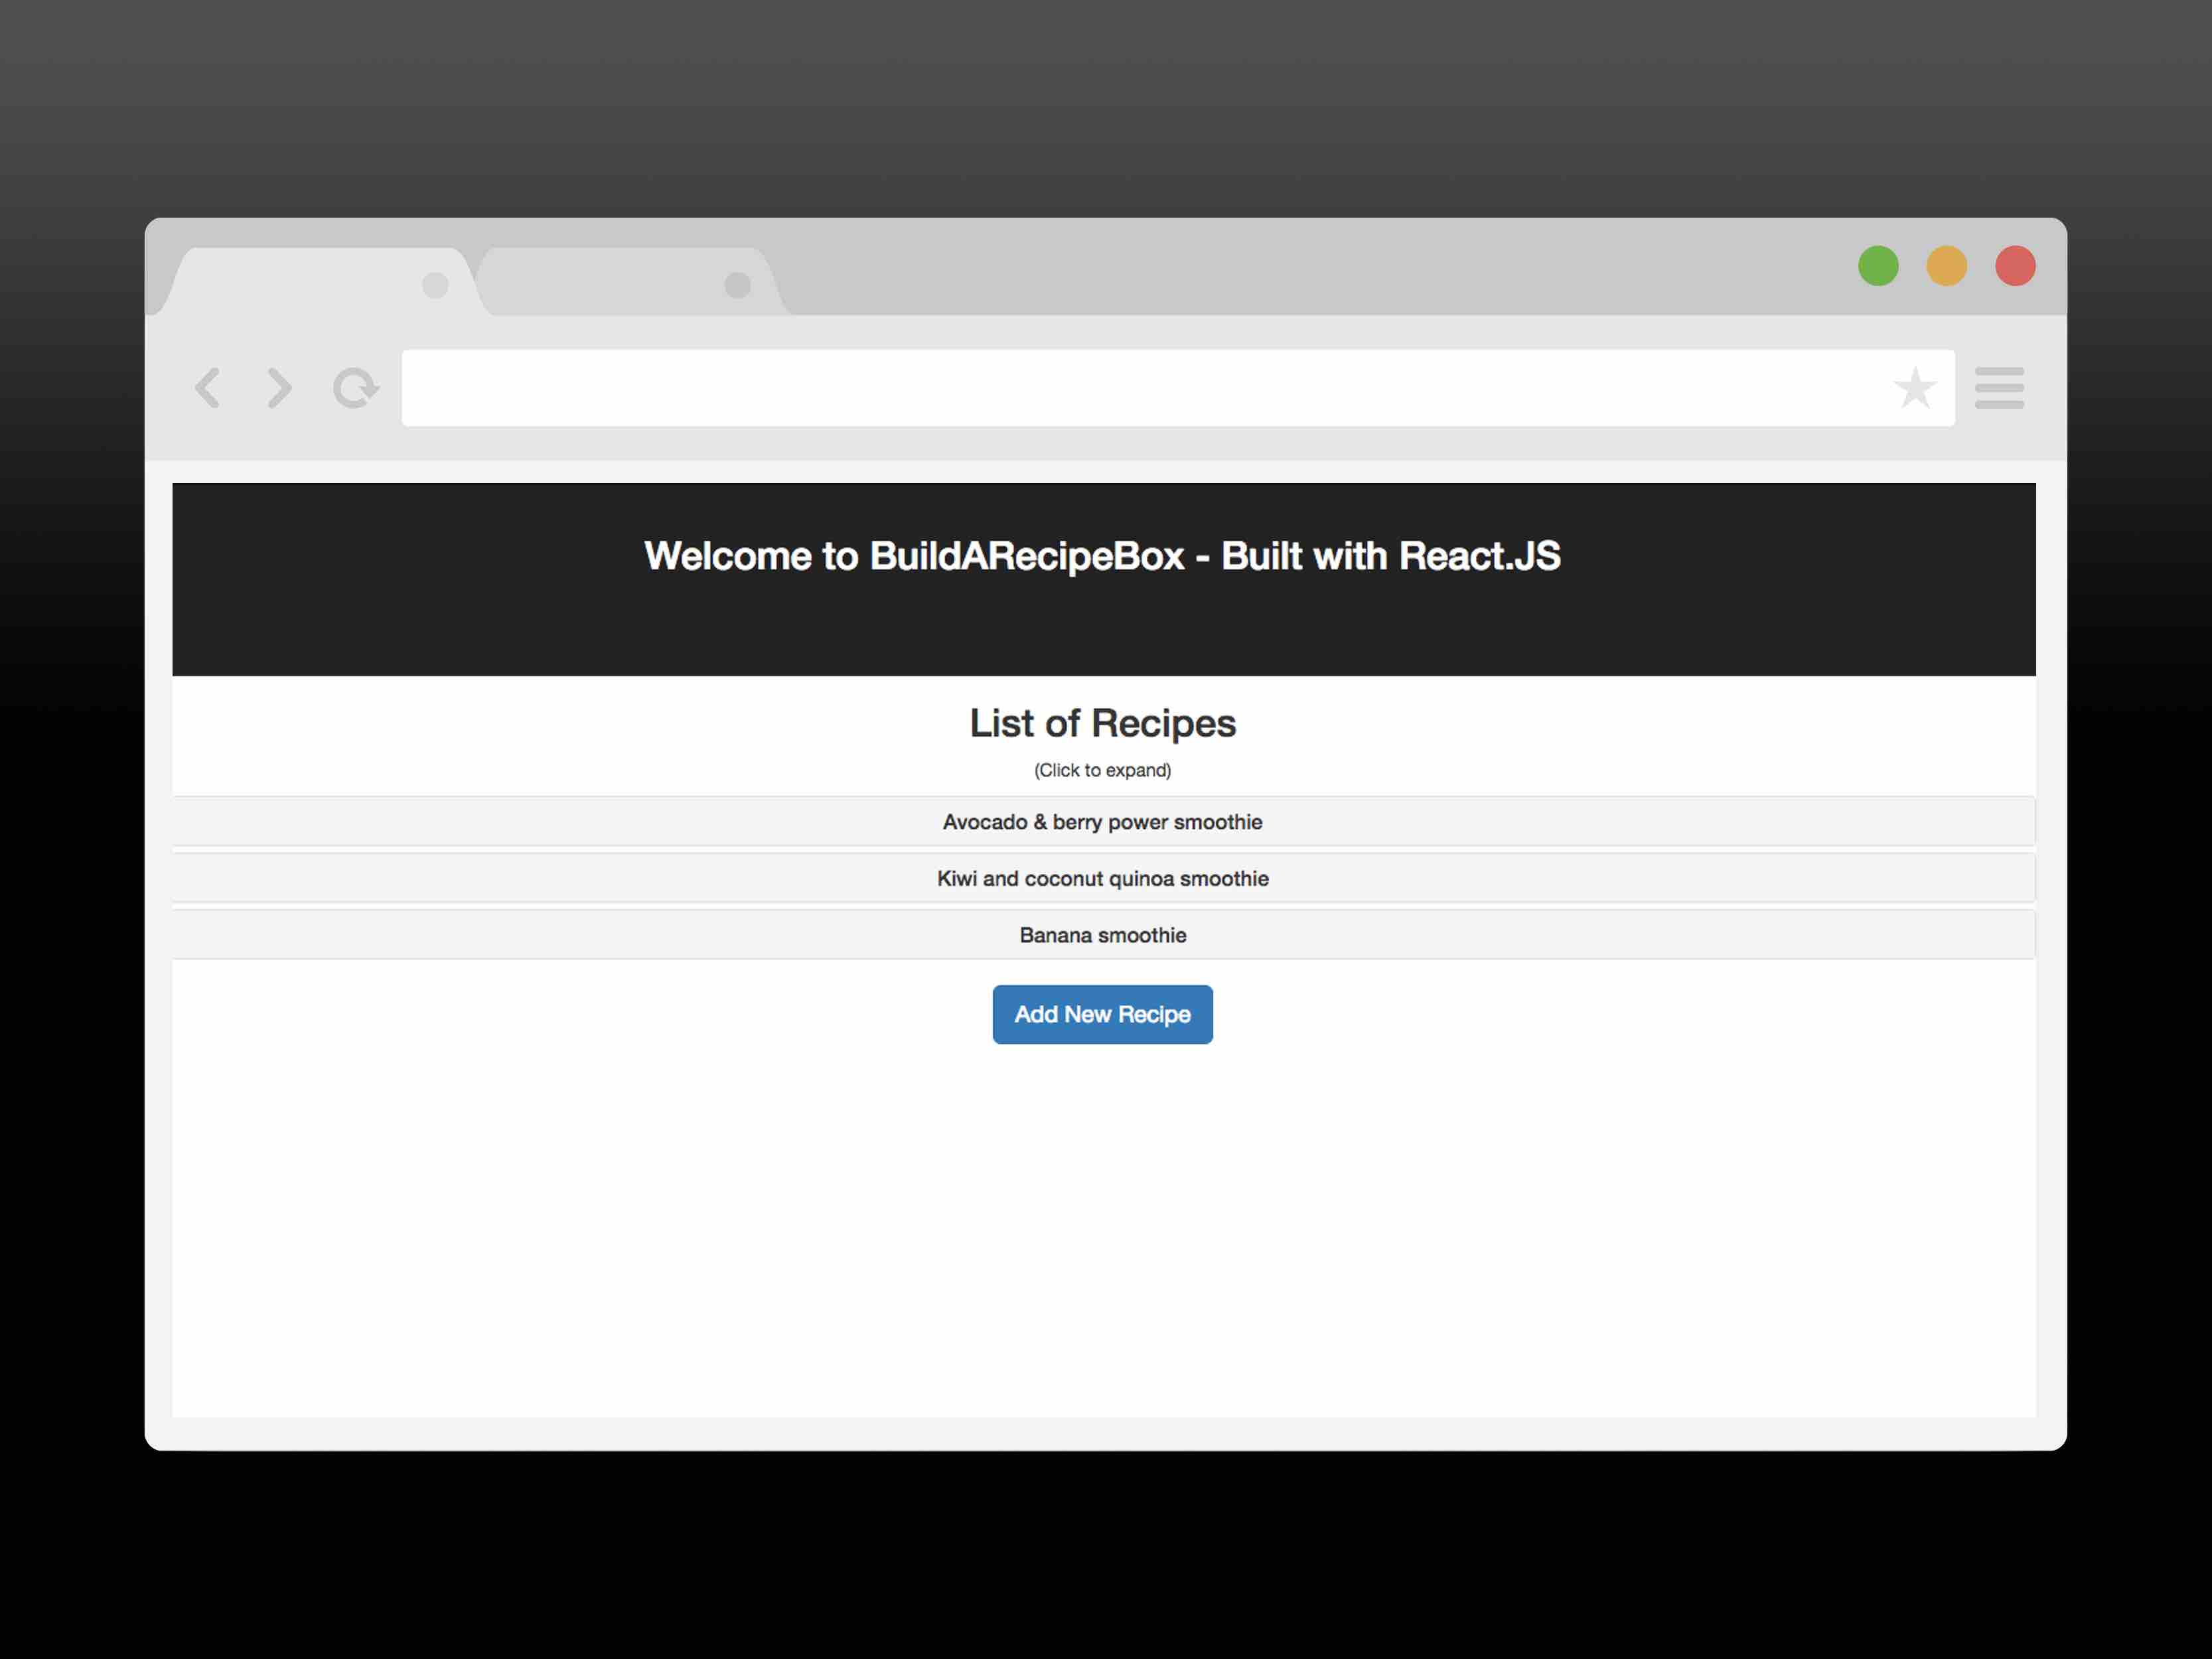 Welcome to BuildARecipeBox - Built with React.JS
List of Recipes
(Click to expand)
Avocado & berry power smoothie
Kiwi and coconut quinoa smoothie
Banana smoothie
Add New Recipe